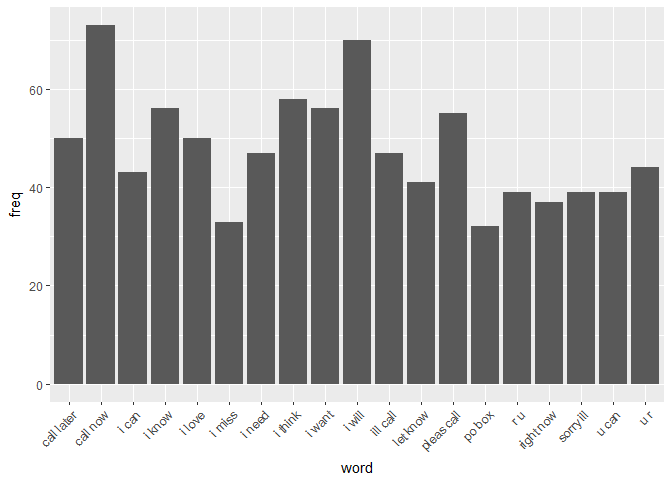 freq
60
40
20
0
call later
call now
i can
i know
i love
i miss
i need
i think
i want
i will
ill call
let know
pleas call
po box
r u
right now
sorry ill
u can
u r
word